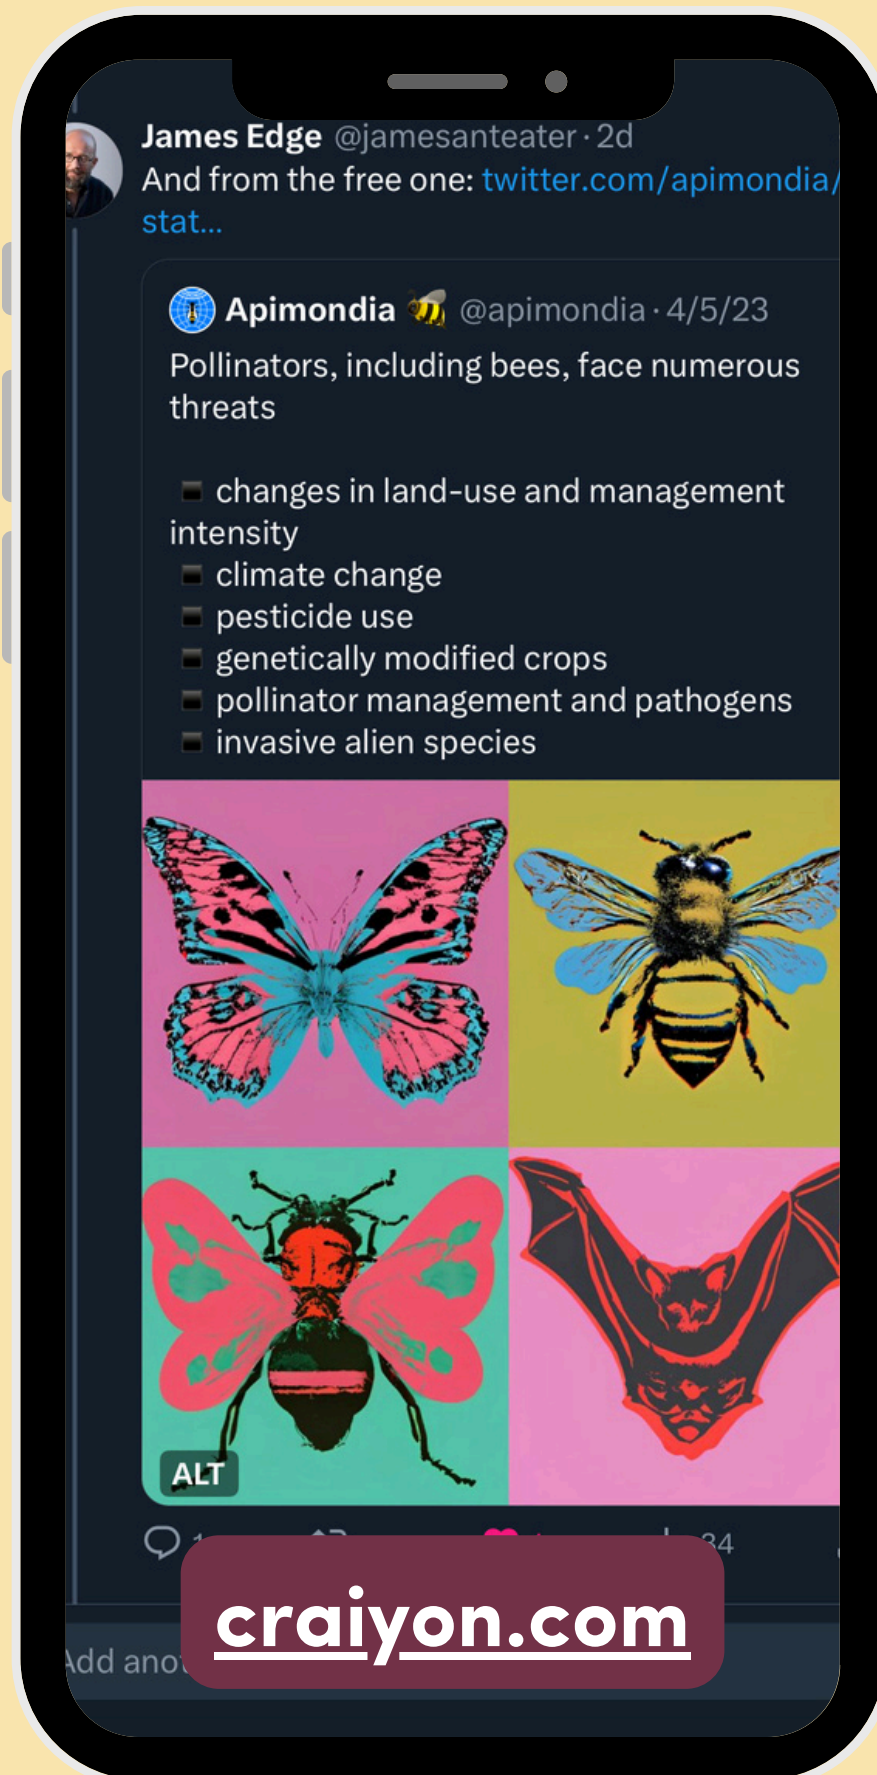 James Edge @jamesanteater · 2d
And from the free one: twitter.com/apimondia/
stat...
Apimondia 🐝 @apimondia · 4/5/23
Pollinators, including bees, face numerous
threats
◾ changes in land-use and management
intensity
◾ climate change
◾ pesticide use
◾ genetically modified crops
◾ pollinator management and pathogens
◾ invasive alien species
ALT
34
craiyon.com
Add